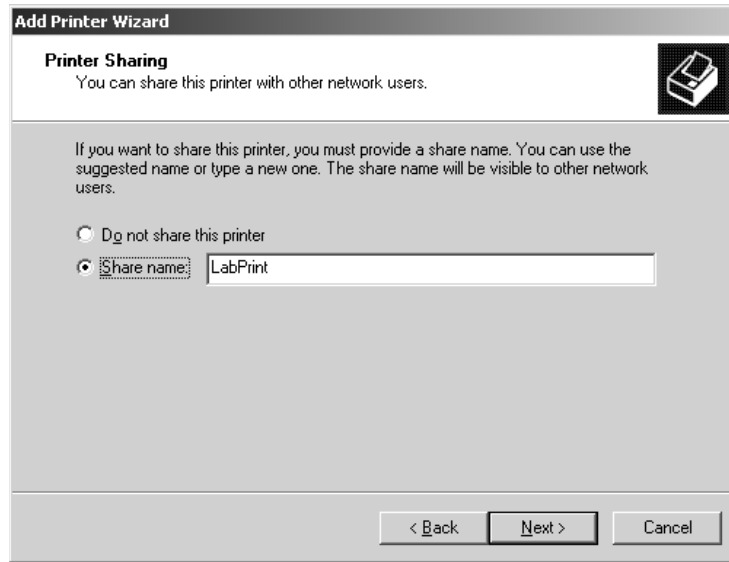 Add Printer Wizard
Printer Sharing
You can share this printer with other network users.
If you want to share this printer, you must provide a share name. You can use the
suggested name or type a new one. The share name will be visible to other network
users.
Do not share this printer
Share name: LabPrint
< Back Next > Cancel